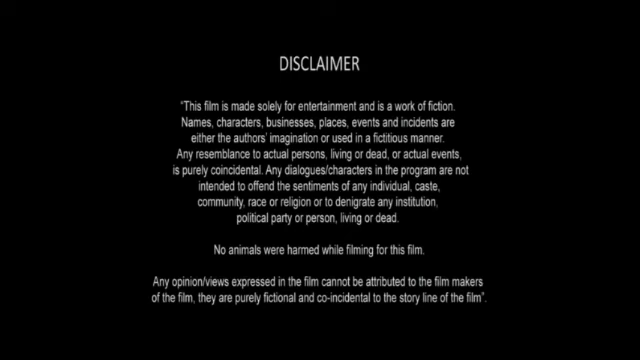 DISCLAIMER
"This film is made solely for entertainment and is a work of fiction.
Names, characters, businesses, places, events and incidents are
either the authors' imagination or used in a fictitious manner.
Any resemblance to actual persons, living or dead, or actual events,
is purely coincidental. Any dialogues/characters in the program are not
intended to offend the sentiments of any individual, caste,
community, race or religion or to denigrate any institution,
political party or person, living or dead.
No animals were harmed while filming for this film.
Any opinion/views expressed in the film cannot be attributed to the film makers
of the film, they are purely fictional and co-incidental to the story line of the film".